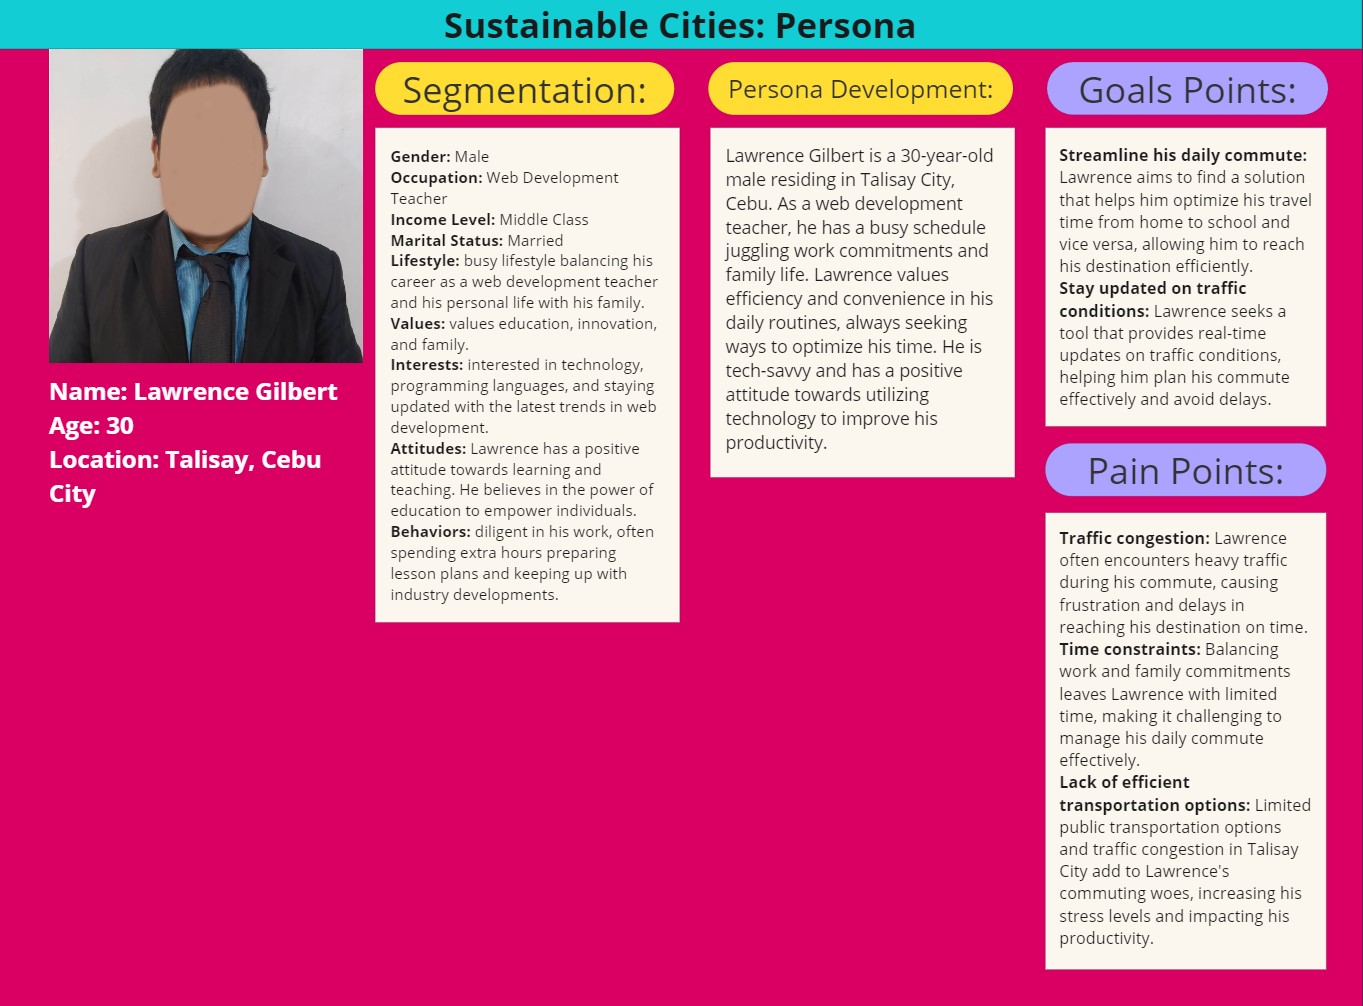 Sustainable Cities: Persona
Name: Lawrence Gilbert
Age: 30
Location: Talisay, Cebu
City
Segmentation:
Gender: Male
Occupation: Web Development
Teacher
Income Level: Middle Class
Marital Status: Married
Lifestyle: busy lifestyle balancing his
career as a web development teacher
and his personal life with his family.
Values: values education, innovation,
and family.
Interests: interested in technology,
programming languages, and staying
updated with the latest trends in web
development.
Attitudes: Lawrence has a positive
attitude towards learning and
teaching. He believes in the power of
education to empower individuals.
Behaviors: diligent in his work, often
spending extra hours preparing
lesson plans and keeping up with
industry developments.
Persona Development:
Lawrence Gilbert is a 30-year-old
male residing in Talisay City,
Cebu. As a web development
teacher, he has a busy schedule
juggling work commitments and
family life. Lawrence values
efficiency and convenience in his
daily routines, always seeking
ways to optimize his time. He is
tech-savvy and has a positive
attitude towards utilizing
technology to improve his
productivity.
Goals Points:
Streamline his daily commute:
Lawrence aims to find a solution
that helps him optimize his travel
time from home to school and
vice versa, allowing him to reach
his destination efficiently.
Stay updated on traffic
conditions: Lawrence seeks a
tool that provides real-time
updates on traffic conditions,
helping him plan his commute
effectively and avoid delays.
Pain Points:
Traffic congestion: Lawrence
often encounters heavy traffic
during his commute, causing
frustration and delays in
reaching his destination on time.
Time constraints: Balancing
work and family commitments
leaves Lawrence with limited
time, making it challenging to
manage his daily commute
effectively.
Lack of efficient
transportation options: Limited
public transportation options
and traffic congestion in Talisay
City add to Lawrence's
commuting woes, increasing his
stress levels and impacting his
productivity.